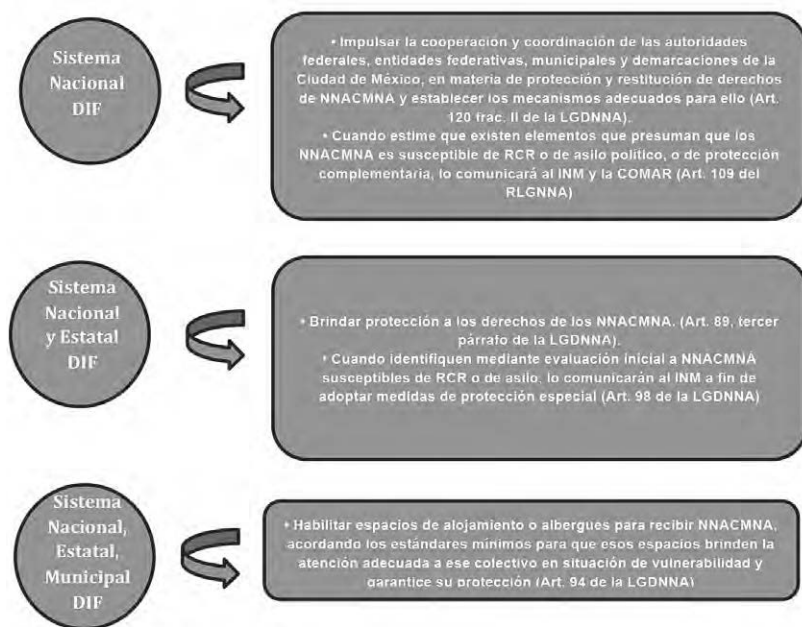 Sistema
Nacional
DIF
• Impulsar la cooperación y coordinación de las autoridades
federales, entidades federativas, municipales y demarcaciones de la
Ciudad de México, en materia de protección y restitución de derechos
de NNACMNA y establecer los mecanismos adecuados para ello (Art.
120 frac. II de la LGDNNA).
• Cuando estime que existen elementos que presuman que los
NNACMNA es susceptible de RCR o de asilo político, o de protección
complementaria, lo comunicará al INM y la COMAR (Art. 109 del
RLGNNA)
Sistema
Nacional
y Estatal
DIF
• Brindar protección a los derechos de los NNACMNA. (Art. 89, tercer
párrafo de la LGDNNA).
• Cuando identifiquen mediante evaluación inicial a NNACMNA
susceptibles de RCR o de asilo, lo comunicarán al INM a fin de
adoptar medidas de protección especial (Art. 98 de la LGDNNA)
Sistema
Nacional,
Estatal,
Municipal
DIF
• Habilitar espacios de alojamiento o albergues para recibir NNACMNA,
acordando los estándares mínimos para que esos espacios brinden la
atención adecuada a ese colectivo en situación de vulnerabilidad y
garantice su protección (Art. 94 de la LGDNNA)